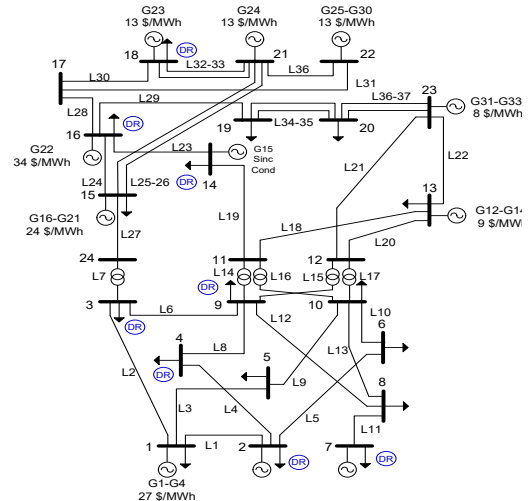 G23
13 $/MWh
G24
13 $/MWh
G25-G30
13 $/MWh
DR
18
21
22
17
L32-33
L36
L30
L31
L28
L29
23
L36-37
G31-G33
8 $/MWh
16
DR
19
L34-35
20
G22
34 $/MWh
L23
G15
Sinc
Cond
L22
L21
L24
L25-26
DR
14
15
13
G12-G14
9 $/MWh
G16-G21
24 $/MWh
L19
L18
L20
L27
24
11
12
L7
L14
L16
L15
L17
DR
3
9
10
DR
L6
L12
L10
6
4
L8
5
L13
L2
DR
L9
8
L3
L4
L5
L11
1
L1
2
7
DR
DR
G1-G4
27 $/MWh